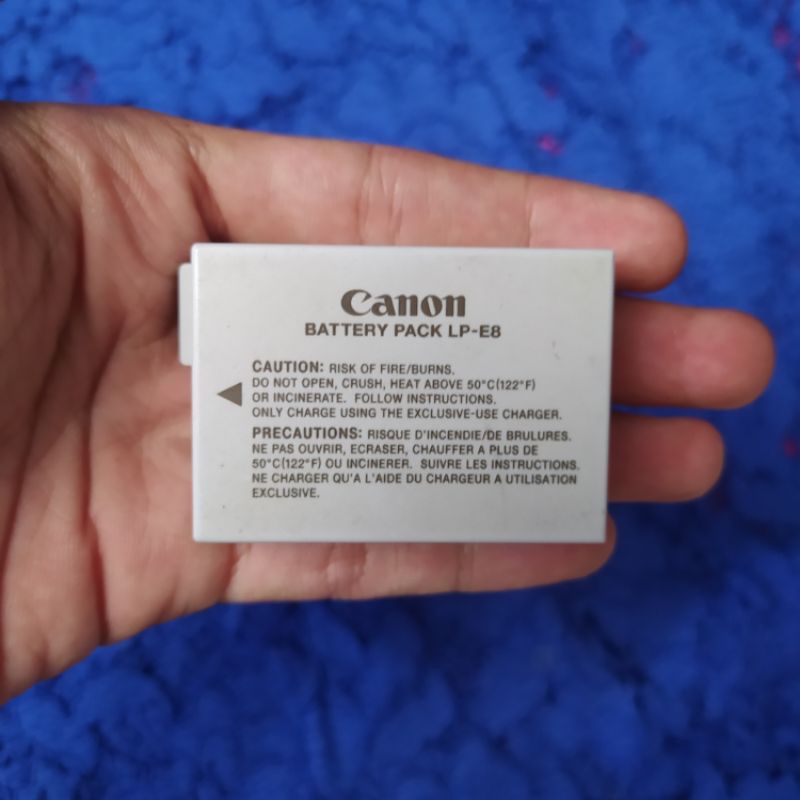 Canon
BATTERY PACK LP-E8
CAUTION: RISK OF FIRE/BURNS.
DO NOT OPEN, CRUSH, HEAT ABOVE 50°C(122°F)
OR INCINERATE. FOLLOW INSTRUCTIONS.
ONLY CHARGE USING THE EXCLUSIVE-USE CHARGER.
PRECAUTIONS: RISQUE D'INCENDIE/DE BRULURES.
NE PAS OUVRIR, ECRASER, CHAUFFER A PLUS DE
50°C(122°F) OU INCINERER. SUIVRE LES INSTRUCTIONS.
NE CHARGER QU'A L'AIDE DU CHARGEUR A UTILISATION
EXCLUSIVE.